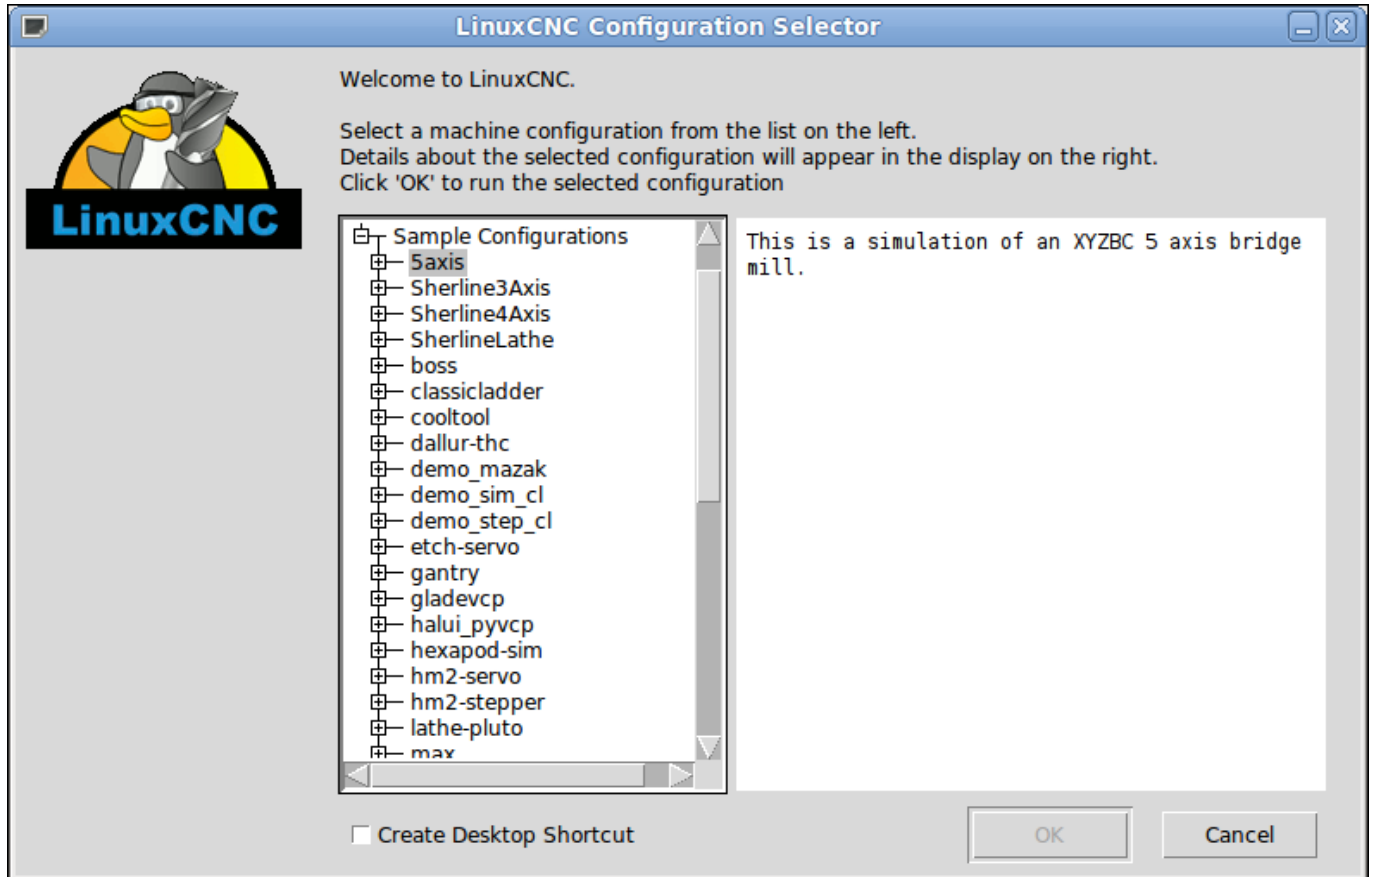 LinuxCNC Configuration Selector
LinuxCNC
Welcome to LinuxCNC.
Select a machine configuration from the list on the left.
Details about the selected configuration will appear in the display on the right.
Click 'OK' to run the selected configuration
Sample Configurations
5axis
Sherline3Axis
Sherline4Axis
SherlineLathe
boss
classicladder
cooltool
dallur-thc
demo_mazak
demo_sim_cl
demo_step_cl
etch-servo
gantry
gladevcp
halui_pyvcp
hexapod-sim
hm2-servo
hm2-stepper
lathe-pluto
max
This is a simulation of an XYZBC 5 axis bridge
mill.
Create Desktop Shortcut
OK
Cancel